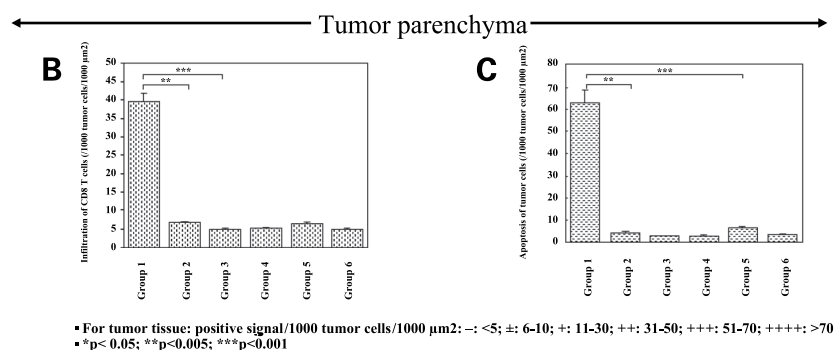 Tumor parenchyma
B
Infiltration of CD8 T cells (/1000 tumor cells/1000 µm2)
50
45
40
35
30
25
20
15
10
5
0
***
**
Group 1
Group 2
Group 3
Group 4
Group 5
Group 6
C
Apoptosis of tumor cells (/1000 tumor cells/1000 µm2)
80
70
60
50
40
30
20
10
0
***
**
Group 1
Group 2
Group 3
Group 4
Group 5
Group 6
▪ For tumor tissue: positive signal/1000 tumor cells/1000 µm2: –: <5; ±: 6-10; +: 11-30; ++: 31-50; +++: 51-70; ++++: >70
▪ *p< 0.05; **p<0.005; ***p<0.001